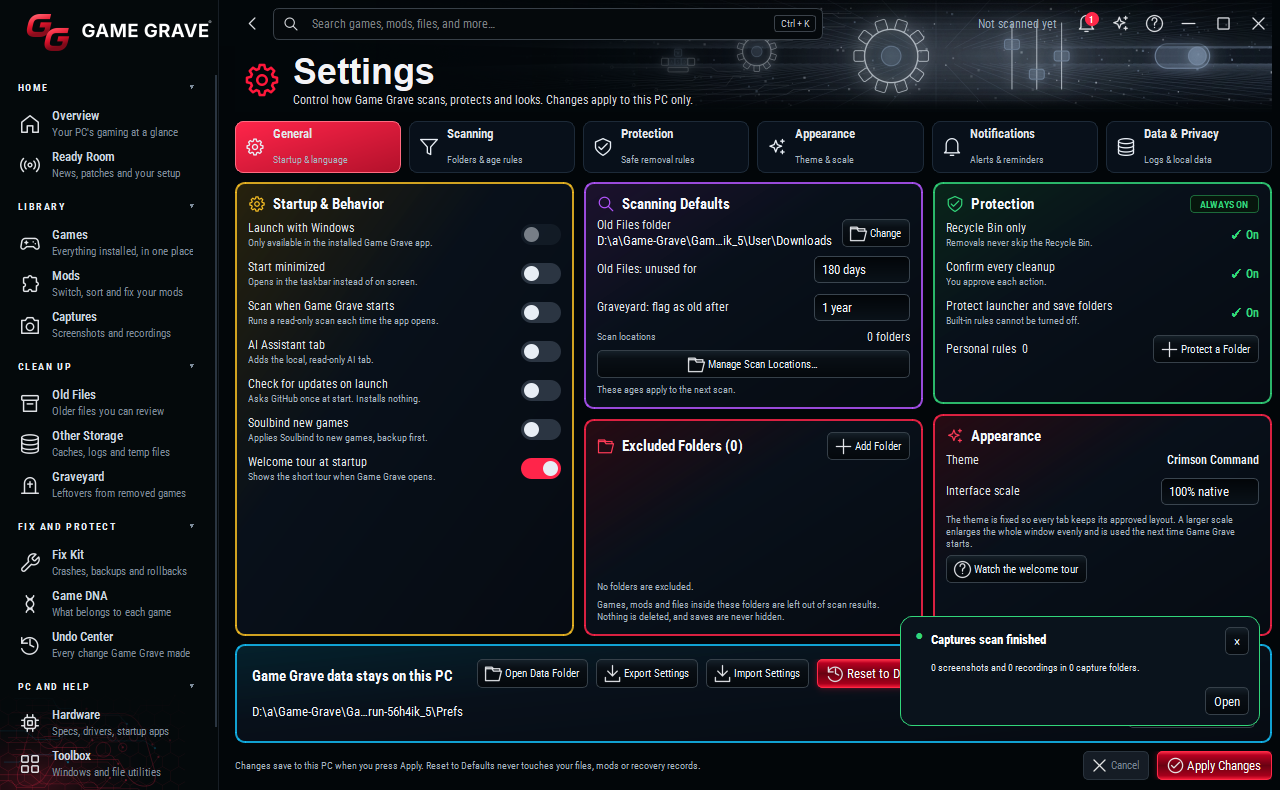 GAME GRAVE
Search games, mods, files, and more...
Ctrl + K
Not scanned yet
1
HOME
Overview
Your PC's gaming at a glance
Ready Room
News, patches and your setup
LIBRARY
Games
Everything installed, in one place
Mods
Switch, sort and fix your mods
Captures
Screenshots and recordings
CLEAN UP
Old Files
Older files you can review
Other Storage
Caches, logs and temp files
Graveyard
Leftovers from removed games
FIX AND PROTECT
Fix Kit
Crashes, backups and rollbacks
Game DNA
What belongs to each game
Undo Center
Every change Game Grave made
PC AND HELP
Hardware
Specs, drivers, startup apps
Toolbox
Windows and file utilities
Settings
Control how Game Grave scans, protects and looks. Changes apply to this PC only.
General
Startup & language
Scanning
Folders & age rules
Protection
Safe removal rules
Appearance
Theme & scale
Notifications
Alerts & reminders
Data & Privacy
Logs & local data
Startup & Behavior
Launch with Windows
Only available in the installed Game Grave app.
Start minimized
Opens in the taskbar instead of on screen.
Scan when Game Grave starts
Runs a read-only scan each time the app opens.
AI Assistant tab
Adds the local, read-only AI tab.
Check for updates on launch
Asks GitHub once at start. Installs nothing.
Soulbind new games
Applies Soulbind to new games, backup first.
Welcome tour at startup
Shows the short tour when Game Grave opens.
Scanning Defaults
Old Files folder
D:\a\Game-Grave\Gam...ik_5\User\Downloads
Change
Old Files: unused for
180 days
Graveyard: flag as old after
1 year
Scan locations
0 folders
Manage Scan Locations...
These ages apply to the next scan.
Excluded Folders (0)
Add Folder
No folders are excluded.
Games, mods and files inside these folders are left out of scan results.
Nothing is deleted, and saves are never hidden.
Protection
ALWAYS ON
Recycle Bin only
Removals never skip the Recycle Bin.
✓ On
Confirm every cleanup
You approve each action.
✓ On
Protect launcher and save folders
Built-in rules cannot be turned off.
✓ On
Personal rules 0
Protect a Folder
Appearance
Theme
Crimson Command
Interface scale
100% native
The theme is fixed so every tab keeps its approved layout. A larger scale
enlarges the whole window evenly and is used the next time Game Grave
starts.
Watch the welcome tour
Game Grave data stays on this PC
Open Data Folder
Export Settings
Import Settings
Reset to D
D:\a\Game-Grave\Ga...run-56h4ik_5\Prefs
Captures scan finished
x
0 screenshots and 0 recordings in 0 capture folders.
Open
Changes save to this PC when you press Apply. Reset to Defaults never touches your files, mods or recovery records.
Cancel
Apply Changes